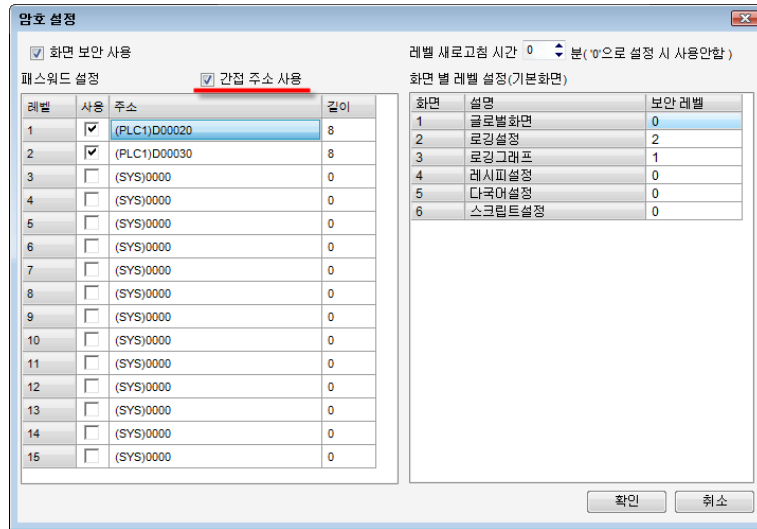 암호 설정
화면 보안 사용
레벨 새로고침 시간 0 분( '0'으로 설정 시 사용안함 )
패스워드 설정 간접 주소 사용
화면 별 레벨 설정(기본화면)
레벨 사용 주소 길이
1 (PLC1)D00020 8
2 (PLC1)D00030 8
3 (SYS)0000 0
4 (SYS)0000 0
5 (SYS)0000 0
6 (SYS)0000 0
7 (SYS)0000 0
8 (SYS)0000 0
9 (SYS)0000 0
10 (SYS)0000 0
11 (SYS)0000 0
12 (SYS)0000 0
13 (SYS)0000 0
14 (SYS)0000 0
15 (SYS)0000 0
화면 설명 보안 레벨
1 글로벌화면 0
2 로깅설정 2
3 로깅그래프 1
4 레시피설정 0
5 다국어설정 0
6 스크립트설정 0
확인 취소